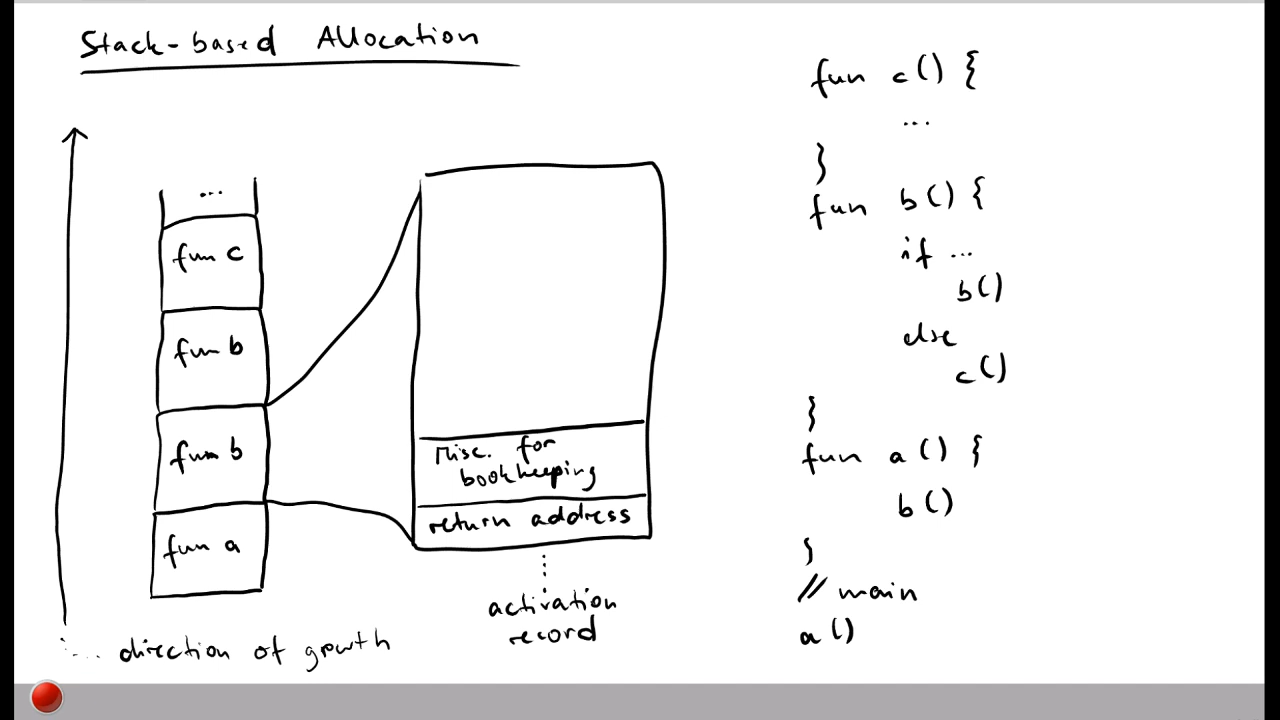 Stack-based Allocation
...
fun c
fun b
fun b
fun a
direction of growth
Misc. for
bookkeeping
return address
activation
record
fun c() {
...
}
fun b() {
if ...
b()
else
c()
}
fun a() {
b()
}
// main
a()